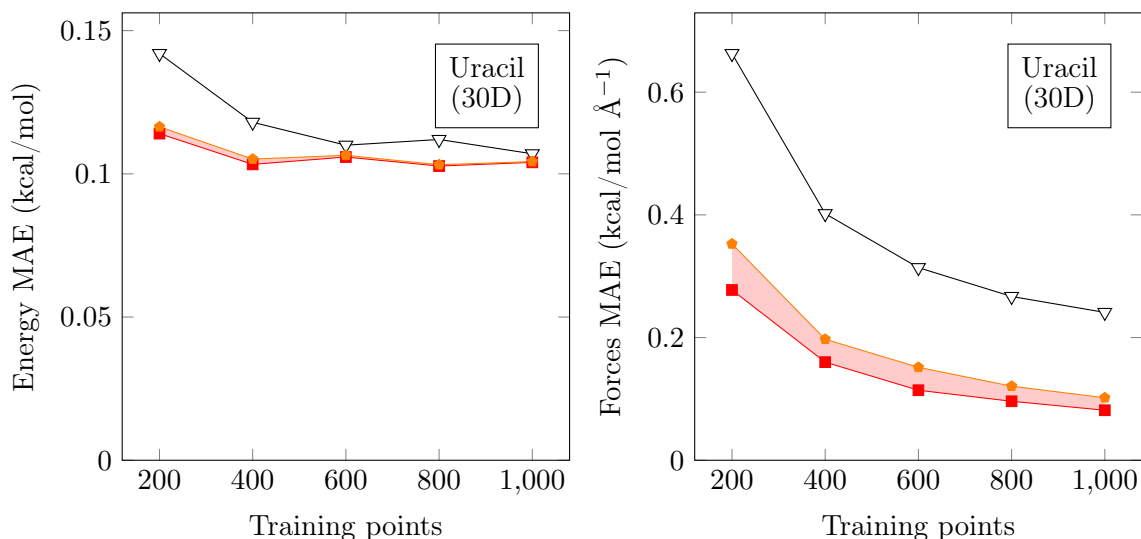 0.15
0.1
0.05
0
200 400 600 800 1,000
Training points
Energy MAE (kcal/mol)
Uracil
(30D)
0.6
0.4
0.2
0
200 400 600 800 1,000
Training points
Forces MAE (kcal/mol Å⁻¹)
Uracil
(30D)